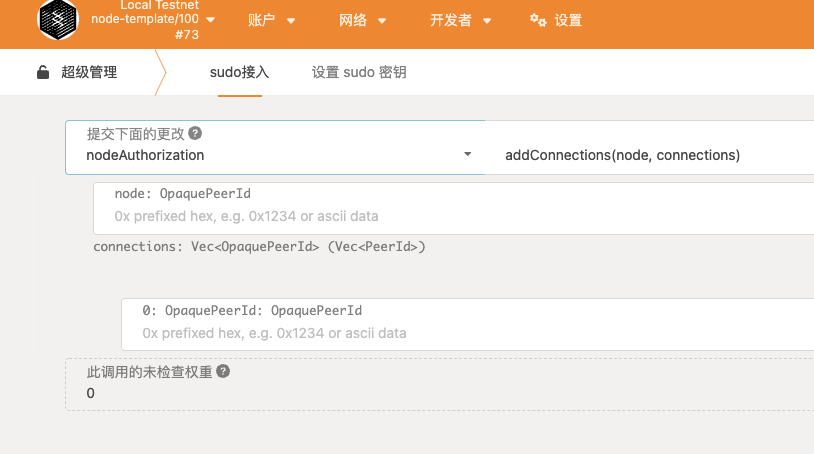 Local Testnet
node-template/100
#73
账户
网络
开发者
设置
超级管理
sudo接入
设置 sudo 密钥
提交下面的更改
nodeAuthorization
addConnections(node, connections)
node: OpaquePeerId
0x prefixed hex, e.g. 0x1234 or ascii data
connections: Vec<OpaquePeerId> (Vec<PeerId>)
0: OpaquePeerId: OpaquePeerId
0x prefixed hex, e.g. 0x1234 or ascii data
此调用的未检查权重
0